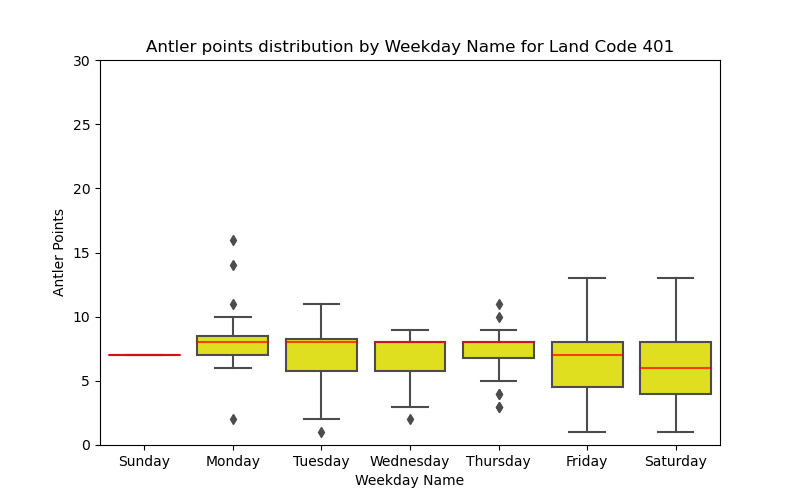 Antler points distribution by Weekday Name for Land Code 401
30
25
20
15
10
5
0
Antler Points
Sunday Monday Tuesday Wednesday Thursday Friday Saturday
Weekday Name